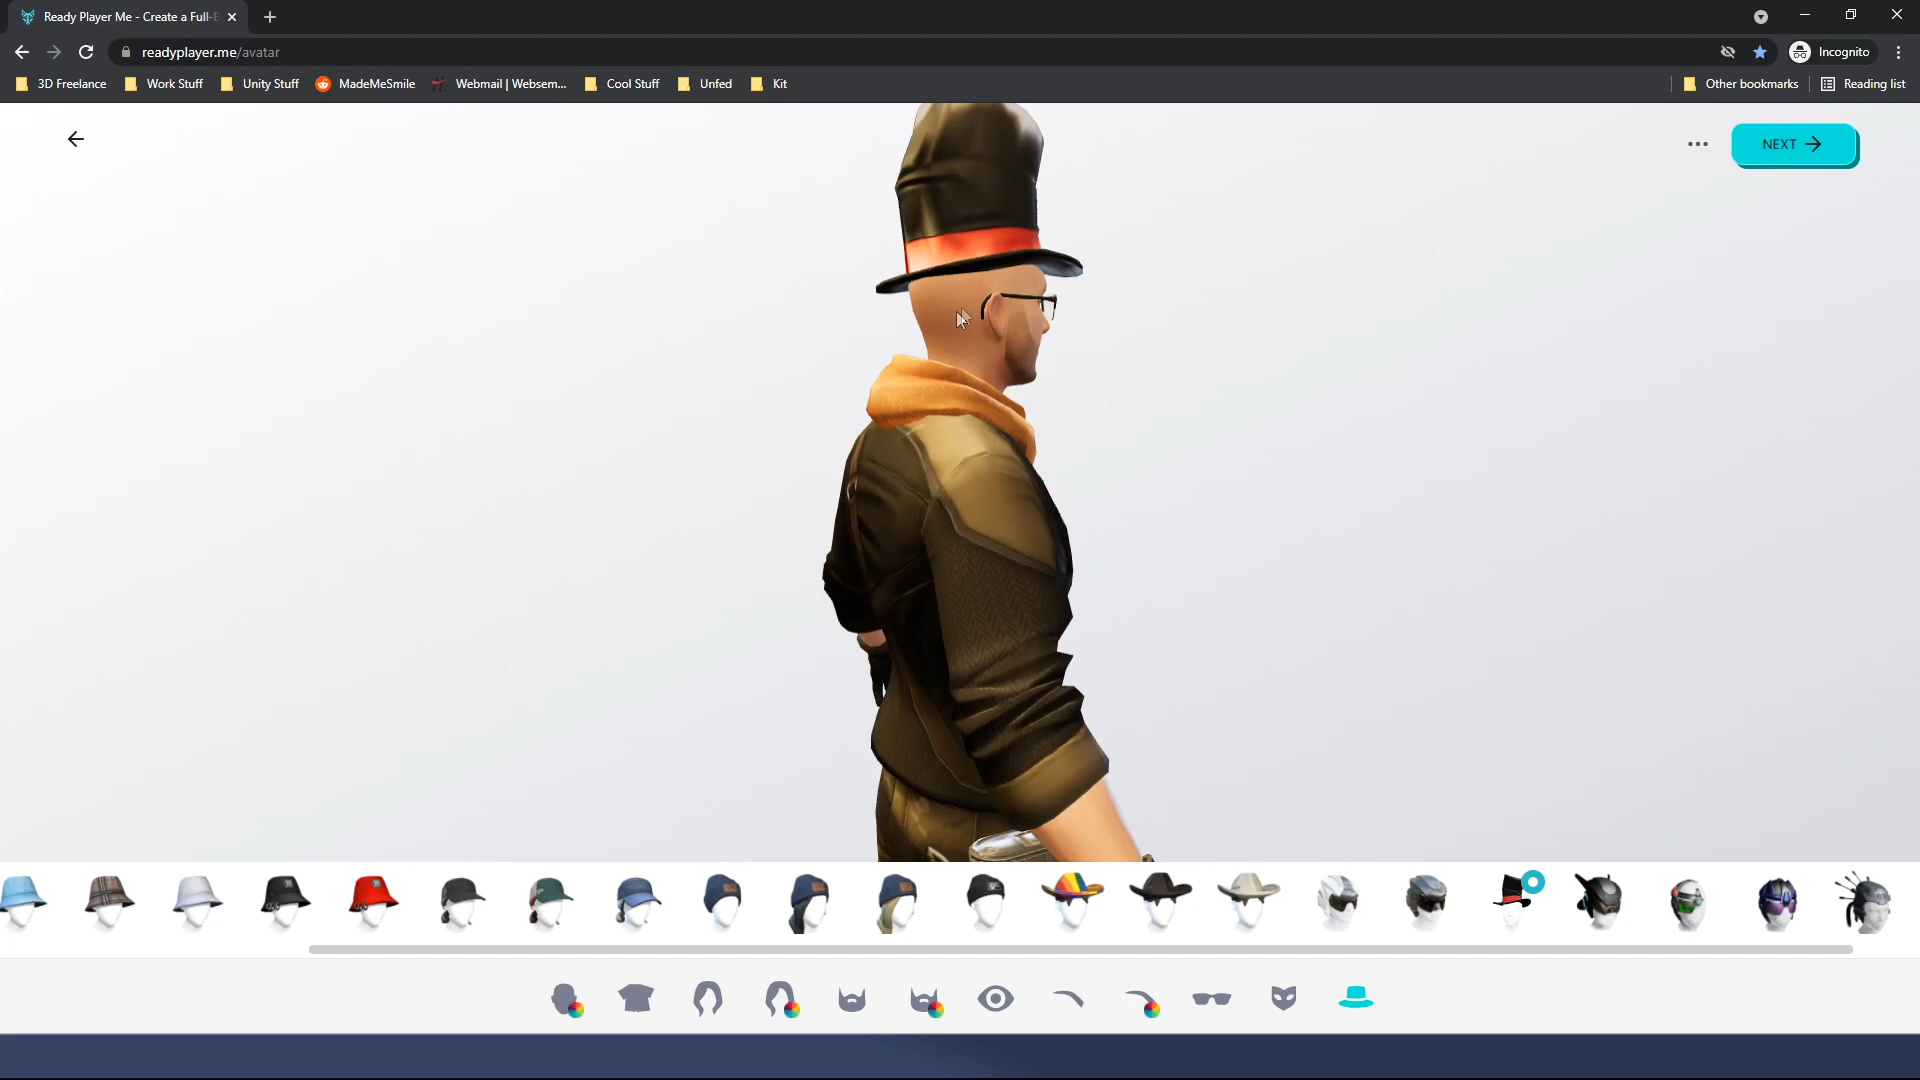 Ready Player Me - Create a Full-B
readyplayer.me/avatar
Incognito
3D Freelance
Work Stuff
Unity Stuff
MadeMeSmile
Webmail | Websem...
Cool Stuff
Unfed
Kit
Other bookmarks
Reading list
NEXT